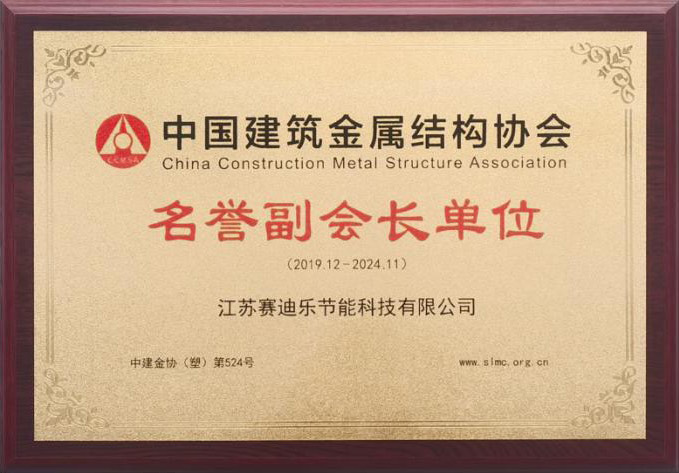 中国建筑金属结构协会
China Construction Metal Structure Association
C.C.M.S.A
名誉副会长单位
(2019.12-2024.11)
江苏赛迪乐节能科技有限公司
中建金协(塑)第524号
www.slmc.org.cn